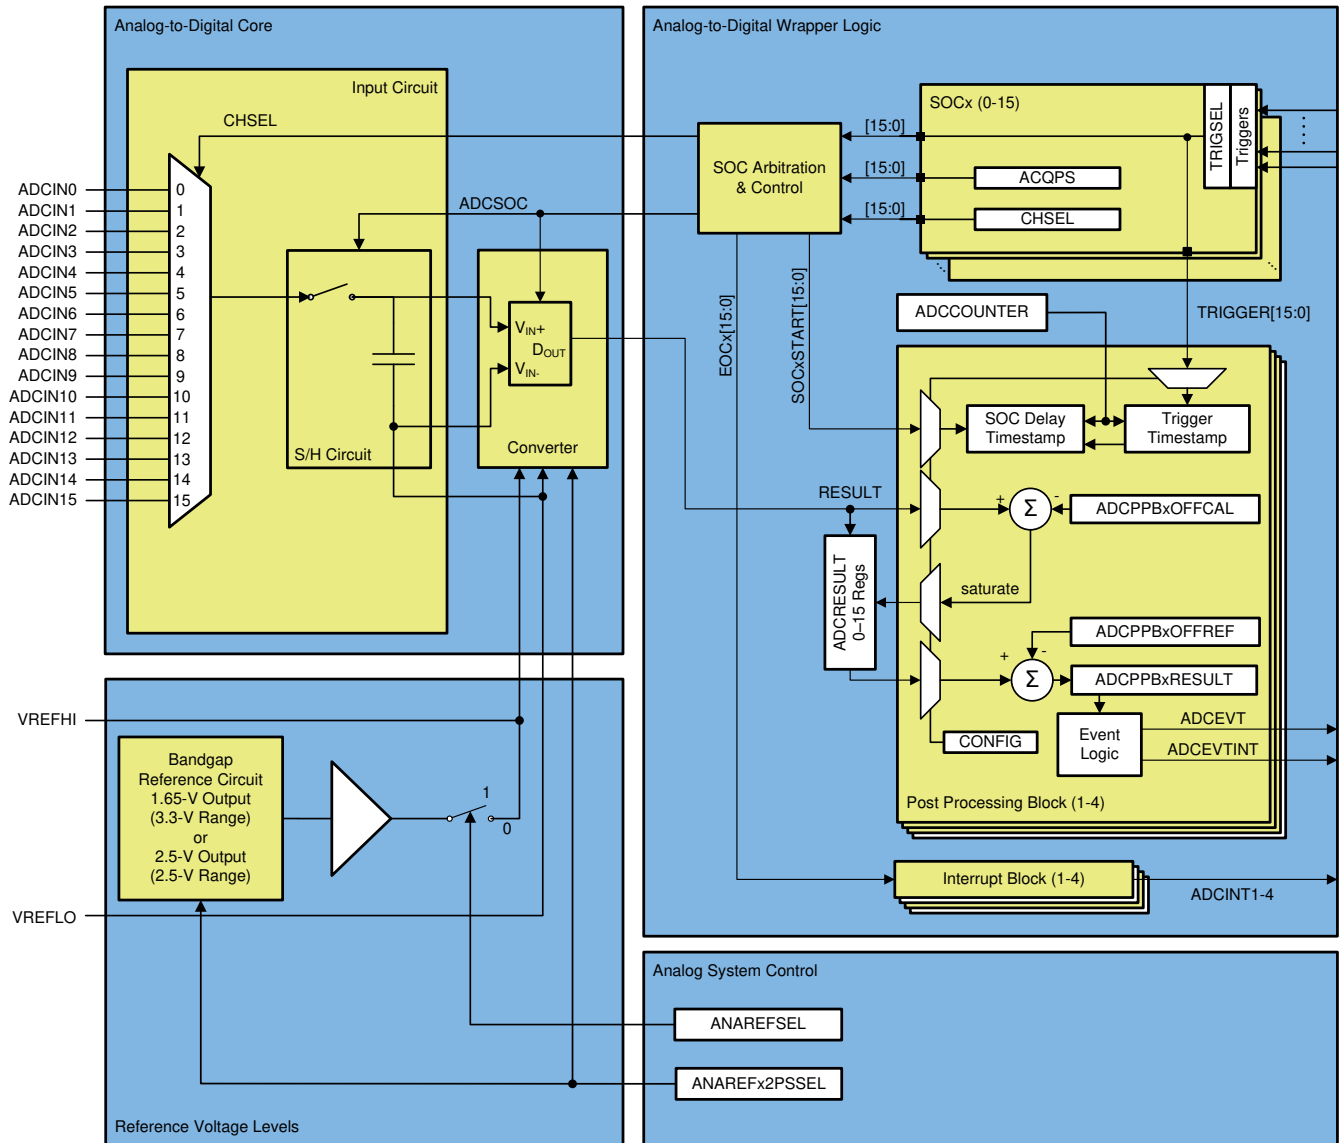 Analog-to-Digital Core
Input Circuit
CHSEL
ADCIN0
ADCIN1
ADCIN2
ADCIN3
ADCIN4
ADCIN5
ADCIN6
ADCIN7
ADCIN8
ADCIN9
ADCIN10
ADCIN11
ADCIN12
ADCIN13
ADCIN14
ADCIN15
0
1
2
3
4
5
6
7
8
9
10
11
12
13
14
15
ADCSOC
S/H Circuit
VIN+
DOUT
VIN-
Converter
Analog-to-Digital Wrapper Logic
SOCx (0-15)
TRIGSEL
Triggers
[15:0]
[15:0]
[15:0]
ACQPS
CHSEL
SOC Arbitration
& Control
EOCx[15:0]
SOCxSTART[15:0]
ADCCOUNTER
TRIGGER[15:0]
SOC Delay
Timestamp
Trigger
Timestamp
RESULT
+
Σ
-
ADCPPBxOFFCAL
saturate
ADCRESULT
0–15 Regs
ADCPPBxOFFREF
+
-
Σ
ADCPPBxRESULT
CONFIG
Event
Logic
ADCEVT
ADCEVTINT
Post Processing Block (1-4)
Interrupt Block (1-4)
ADCINT1-4
VREFHI
Bandgap
Reference Circuit
1.65-V Output
(3.3-V Range)
or
2.5-V Output
(2.5-V Range)
1
0
VREFLO
Reference Voltage Levels
Analog System Control
ANAREFSEL
ANAREFx2PSSEL